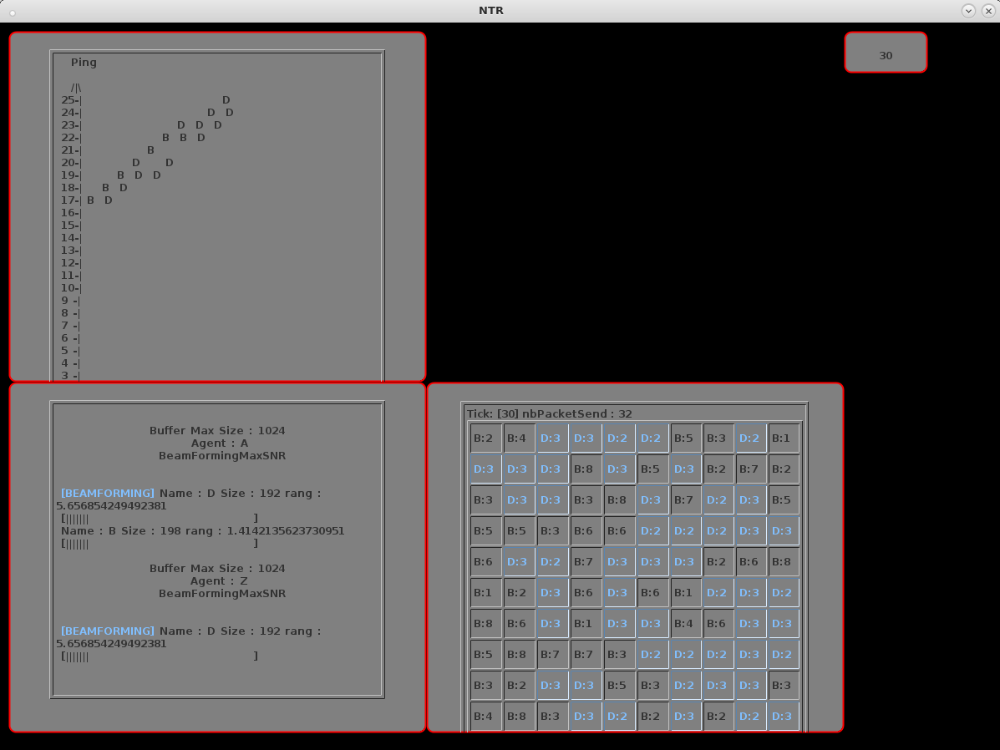 NTR
30
Ping
/|\
25-| D
24-| D D
23-| D D D
22-| B B D
21-| B
20-| D D
19-| B D D
18-| B D
17-| B D
16-|
15-|
14-|
13-|
12-|
11-|
10-|
9 -|
8 -|
7 -|
6 -|
5 -|
4 -|
3 -|
Buffer Max Size : 1024
Agent : A
BeamFormingMaxSNR
[BEAMFORMING] Name : D Size : 192 rang :
5.656854249492381
[||||||| ]
Name : B Size : 198 rang : 1.4142135623730951
[||||||| ]
Buffer Max Size : 1024
Agent : Z
BeamFormingMaxSNR
[BEAMFORMING] Name : D Size : 192 rang :
5.656854249492381
[||||||| ]
Tick: [30] nbPacketSend : 32
B:2 B:4 D:3 D:3 D:2 D:2 B:5 B:3 D:2 B:1
D:3 D:3 D:3 B:8 D:3 B:5 D:3 B:2 B:7 B:2
B:3 D:3 D:3 B:3 B:8 D:3 B:7 D:2 D:3 B:5
B:5 B:5 B:3 B:6 B:6 D:2 D:2 D:2 D:3 D:3
B:6 D:3 D:2 B:7 D:3 D:3 D:3 B:2 B:6 B:8
B:1 B:2 D:3 B:6 D:3 B:6 B:1 D:2 D:3 D:2
B:8 B:6 D:3 B:1 D:3 D:3 B:4 B:6 D:3 D:3
B:5 B:8 B:7 B:7 B:3 D:2 D:2 D:2 D:3 D:2
B:3 B:2 D:3 D:3 B:5 B:3 D:2 D:3 D:3 B:3
B:4 B:8 B:3 D:3 D:2 B:2 D:3 B:2 D:2 D:3